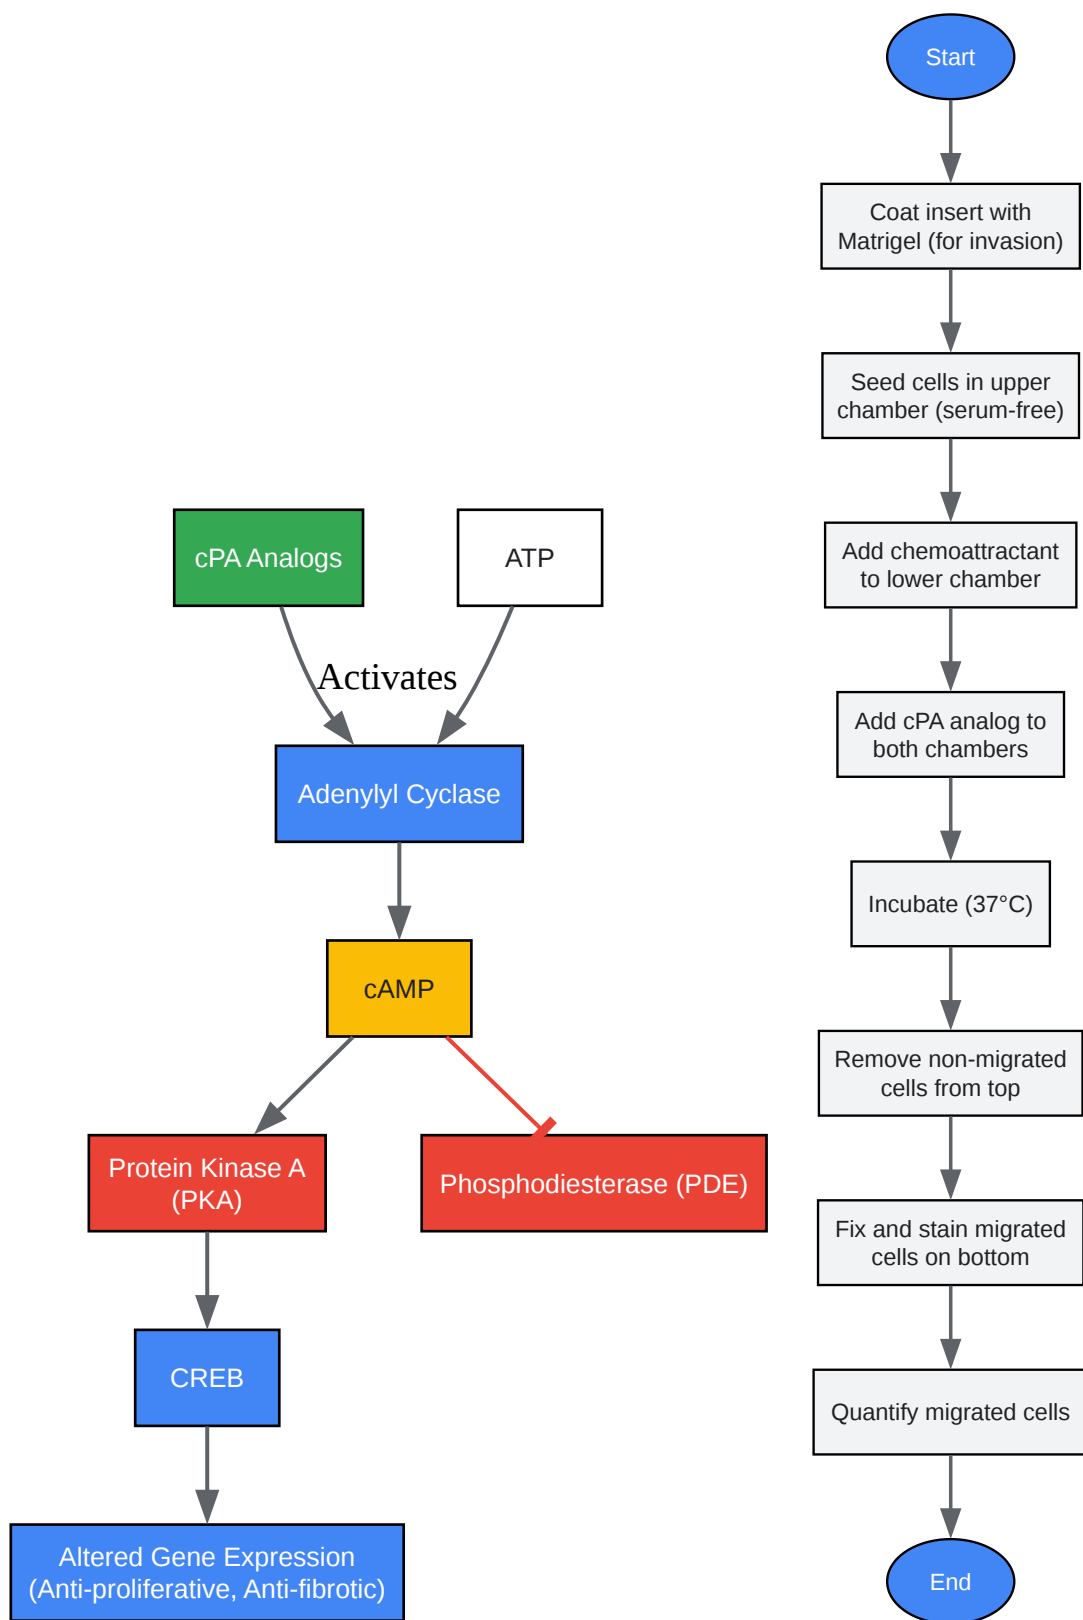 cPA Analogs
ATP
Activates
Adenylyl Cyclase
cAMP
Protein Kinase A
(PKA)
Phosphodiesterase (PDE)
CREB
Altered Gene Expression
(Anti-proliferative, Anti-fibrotic)
Start
Coat insert with
Matrigel (for invasion)
Seed cells in upper
chamber (serum-free)
Add chemoattractant
to lower chamber
Add cPA analog to
both chambers
Incubate (37°C)
Remove non-migrated
cells from top
Fix and stain migrated
cells on bottom
Quantify migrated cells
End